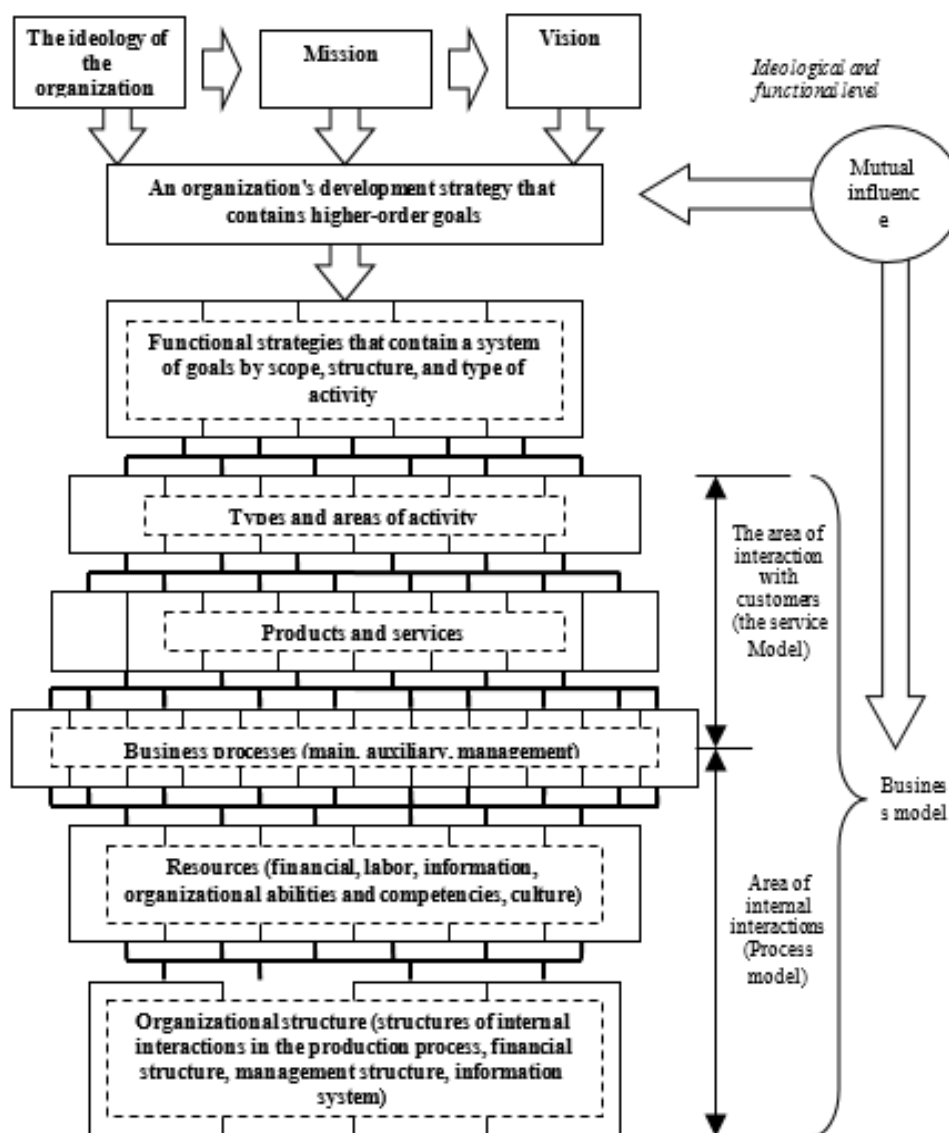 The ideology of
the
organization
Mission
Vision
Ideological and
functional level
Mutual
influenc
e
An organization's development strategy that
contains higher-order goals
Functional strategies that contain a system
of goals by scope, structure, and type of
activity
Types and areas of activity
The area of
interaction
with
customers
(the service
Model)
Products and services
Business processes (main, auxiliary, management)
Busines
s model
Resources (financial, labor, information,
organizational abilities and competencies, culture)
Area of
internal
interactions
(Process
model)
Organizational structure (structures of internal
interactions in the production process, financial
structure, management structure, information
system)